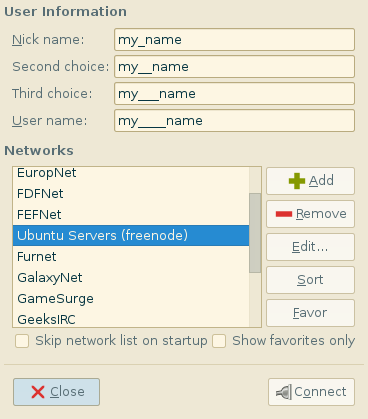 User Information
Nick name: my_name
Second choice: my__name
Third choice: my___name
User name: my____name
Networks
EuropNet
FDFNet
FEFNet
Ubuntu Servers (freenode)
Furnet
GalaxyNet
GameSurge
GeeksIRC
Add
Remove
Edit...
Sort
Favor
Skip network list on startup Show favorites only
Close Connect